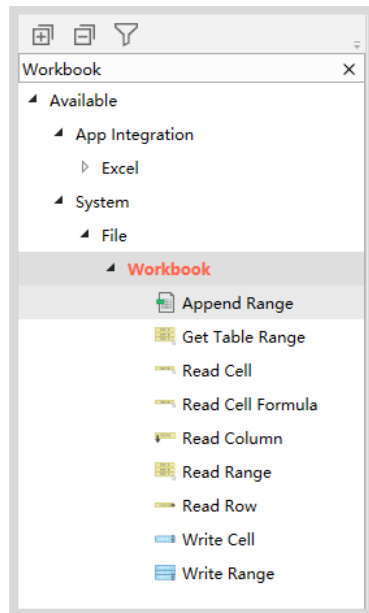 Workbook
Available
App Integration
Excel
System
File
Workbook
Append Range
Get Table Range
Read Cell
Read Cell Formula
Read Column
Read Range
Read Row
Write Cell
Write Range